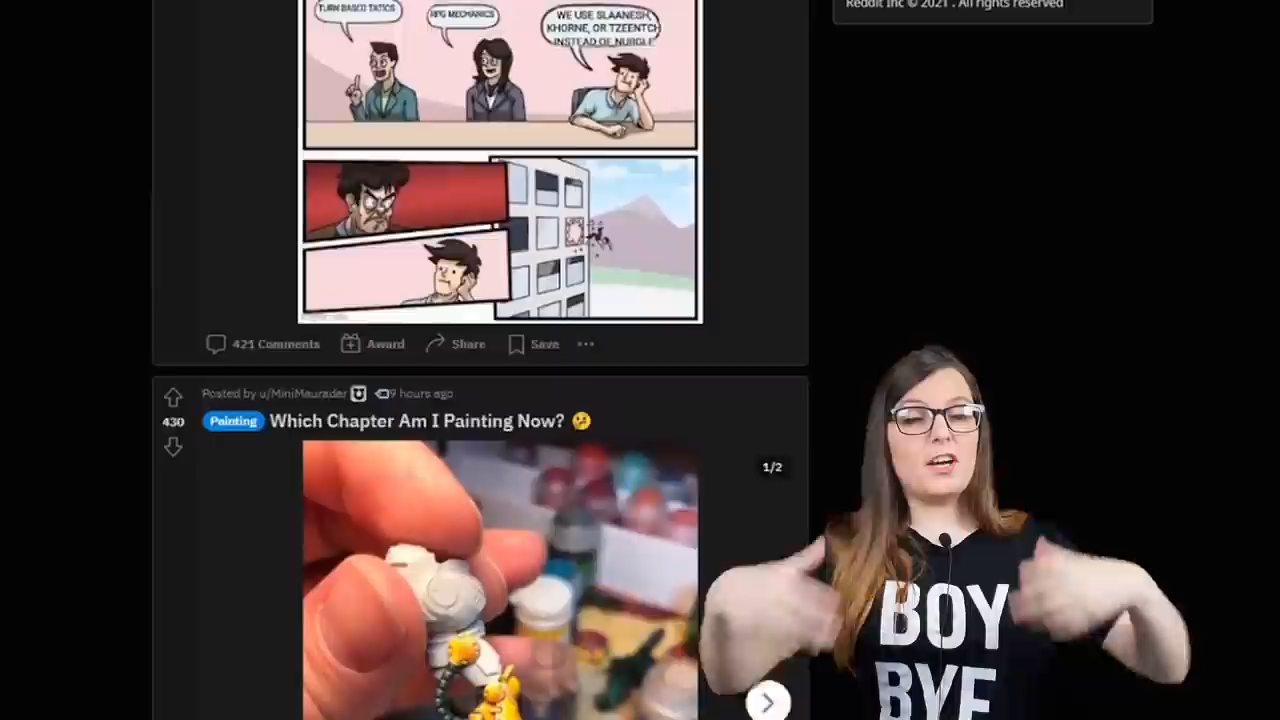 TURN BASED TATICS
RPG MECHANICS
WE USE SLAANESH,
KHORNE, OR TZEENTCH
INSTEAD OF NURGLE
Reddit Inc © 2021 . All rights reserved
421 Comments
Award
Share
Save
Posted by u/MiniMaurader
9 hours ago
430
Painting
Which Chapter Am I Painting Now? 🤔
1/2
BOY
BYE